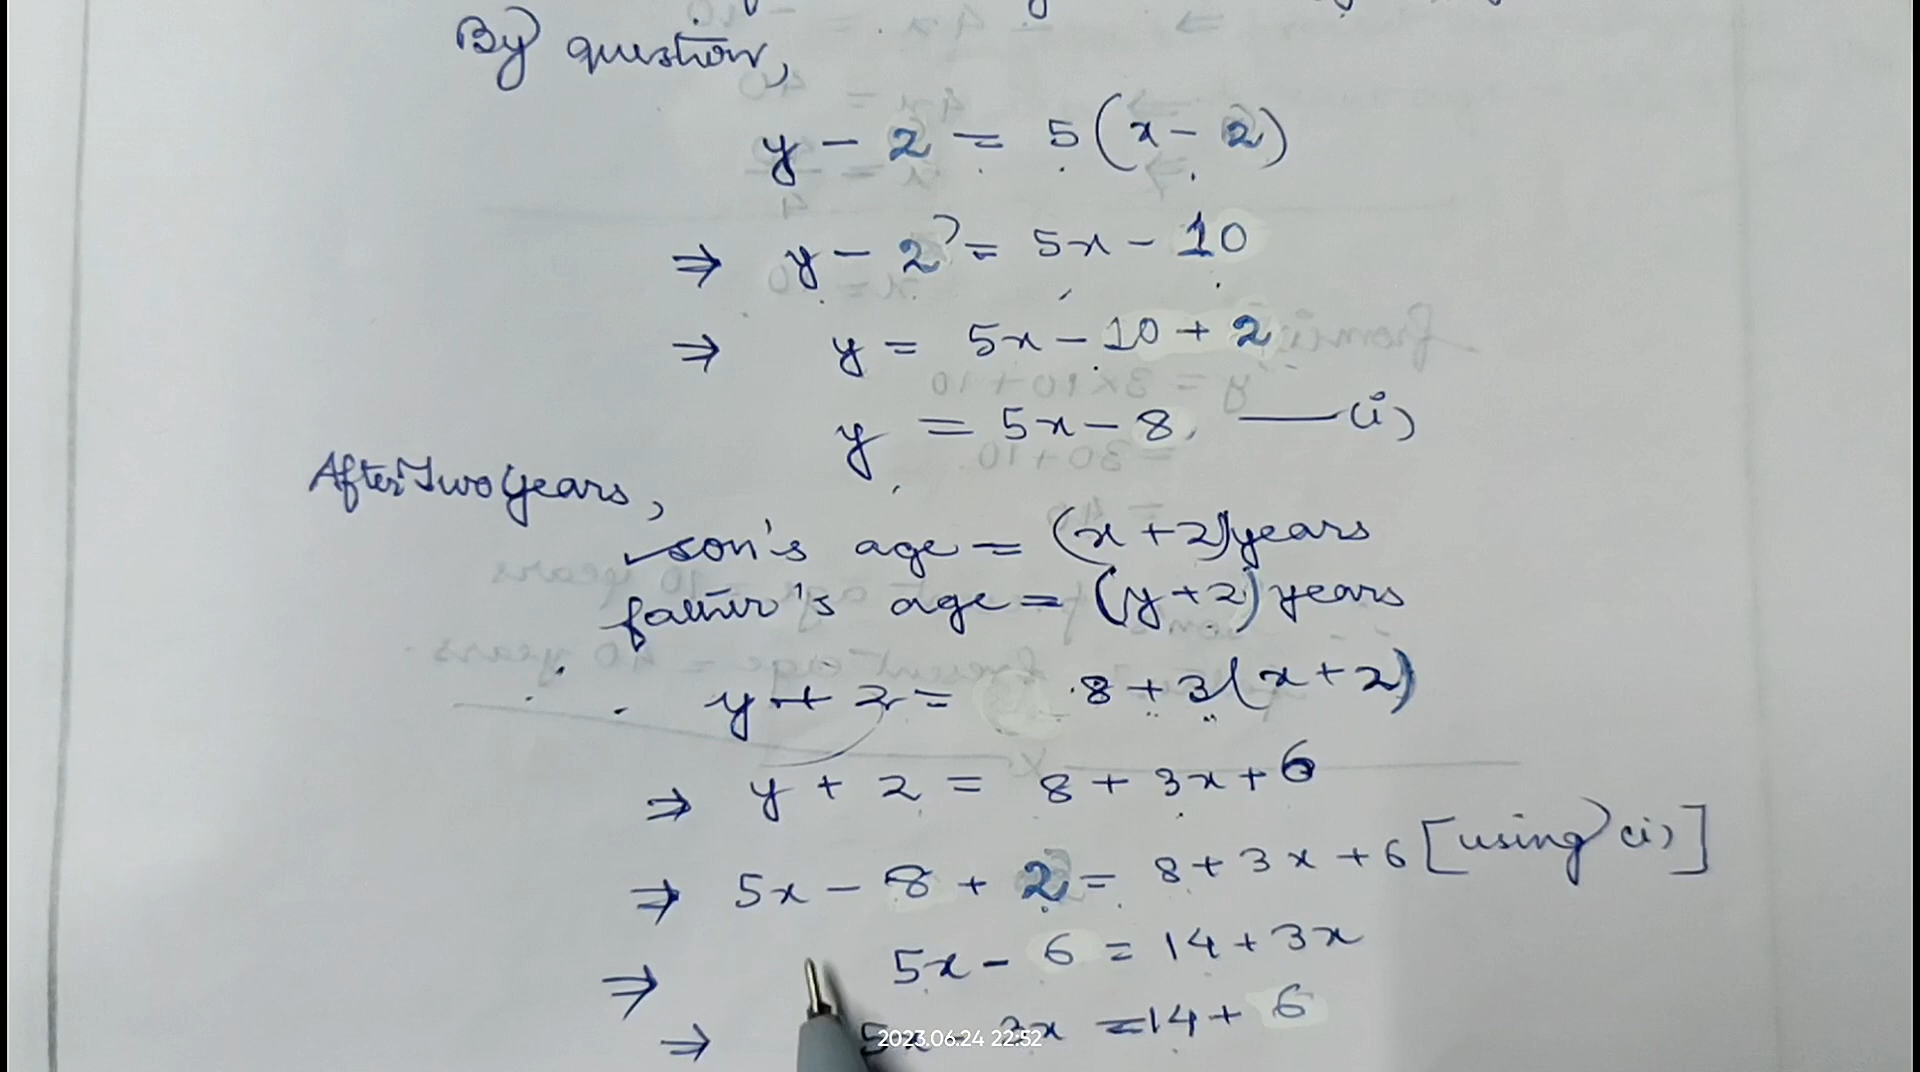 By question,
y - 2 = 5(x - 2)
⇒ y - 2 = 5x - 10
⇒ y = 5x - 10 + 2
y = 5x - 8 —(i)
After Two years,
son's age = (x + 2) years
father's age = (y + 2) years
∴ y + 2 = 8 + 3(x + 2)
⇒ y + 2 = 8 + 3x + 6
⇒ 5x - 8 + 2 = 8 + 3x + 6 [using (i)]
⇒ 5x - 6 = 14 + 3x
⇒ 5x - 3x = 14 + 6
2023.06.24 22:52